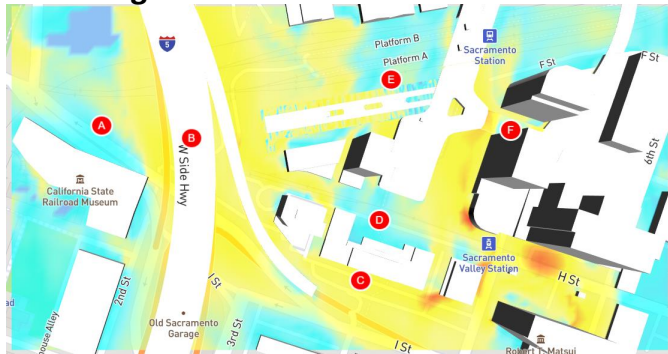 5
Platform B
Platform A
Sacramento
Station
F St
F St
E
A
B
F
W Side Hwy
6th St
California State
Railroad Museum
D
Sacramento
Valley Station
C
H St
2nd St
I St
Old Sacramento
Garage
3rd St
I St
Robert T Matsui